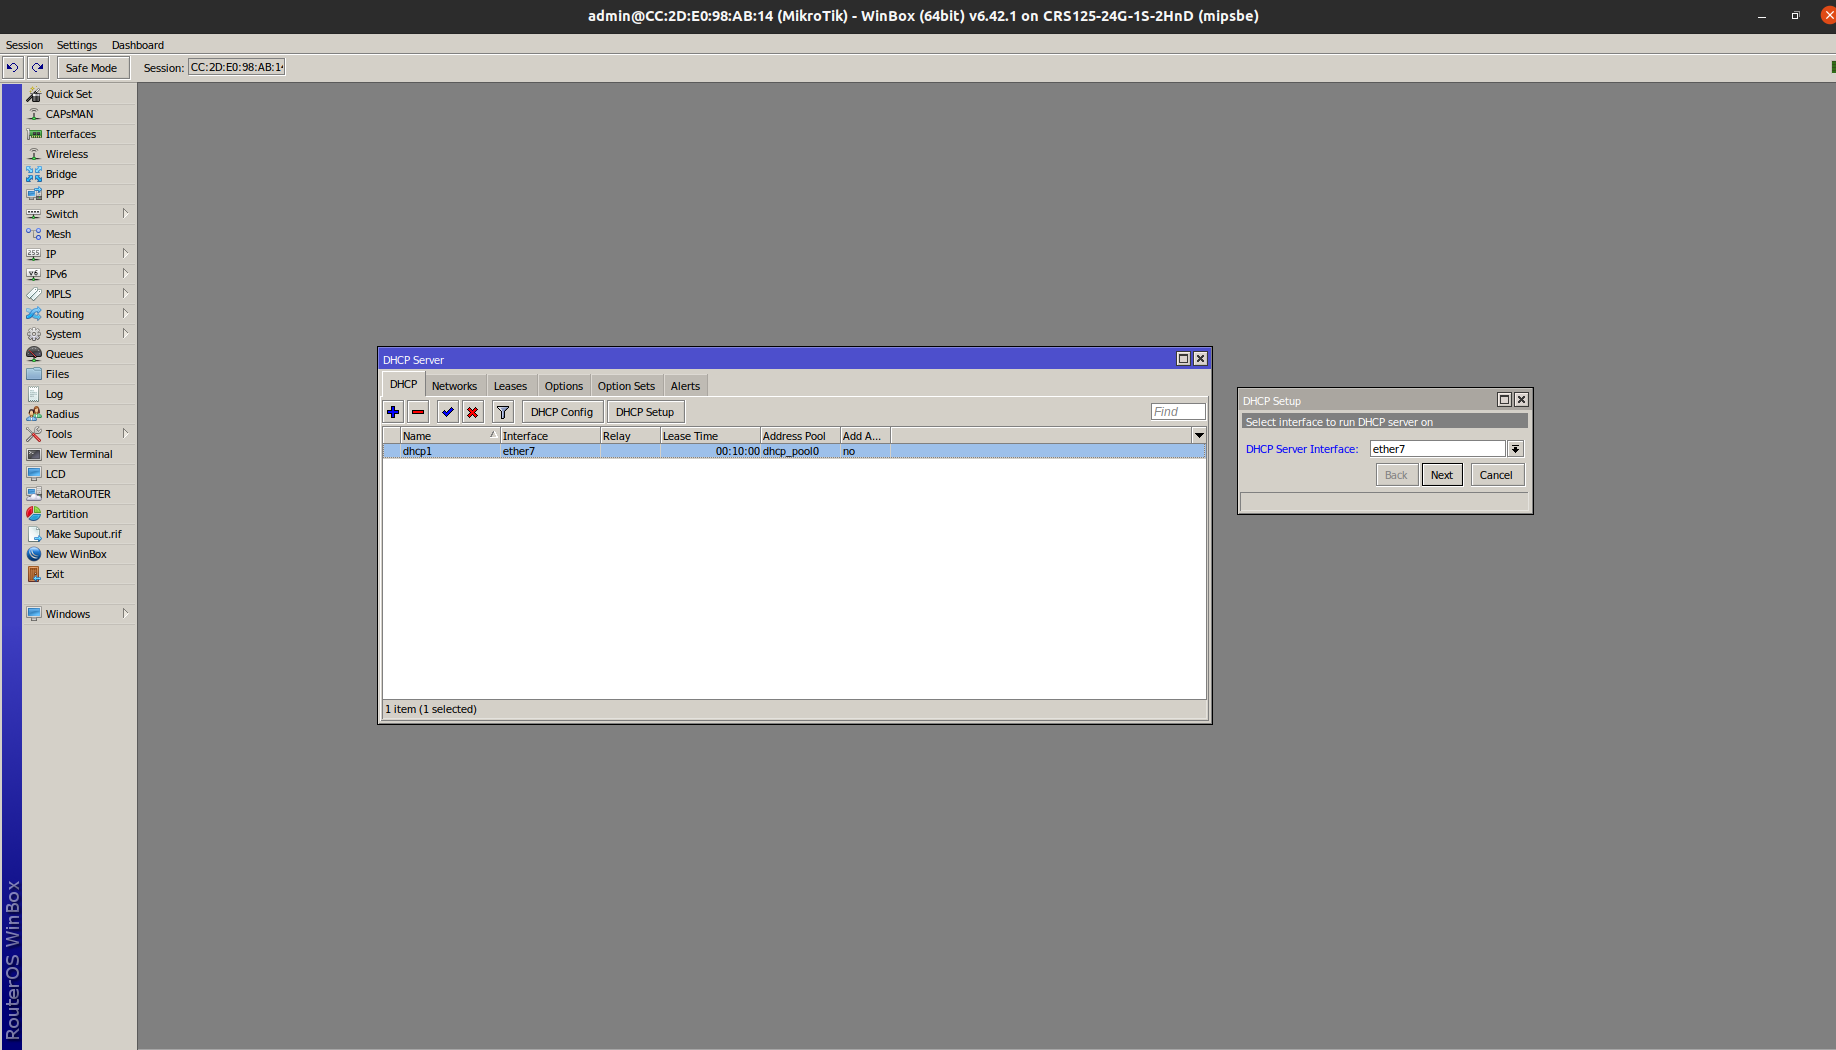 admin@CC:2D:E0:98:AB:14 (MikroTik) - WinBox (64bit) v6.42.1 on CRS125-24G-1S-2HnD (mipsbe)
Session Settings Dashboard
Safe Mode Session: CC:2D:E0:98:AB:14
Quick Set
CAPsMAN
Interfaces
Wireless
Bridge
PPP
Switch
Mesh
IP
IPv6
MPLS
Routing
System
Queues
Files
Log
Radius
Tools
New Terminal
LCD
MetaROUTER
Partition
Make Supout.rif
New WinBox
Exit
Windows
RouterOS WinBox
DHCP Server
DHCP Networks Leases Options Option Sets Alerts
DHCP Config DHCP Setup Find
Name Interface Relay Lease Time Address Pool Add A...
dhcp1 ether7 00:10:00 dhcp_pool0 no
1 item (1 selected)
DHCP Setup
Select interface to run DHCP server on
DHCP Server Interface: ether7
Back Next Cancel